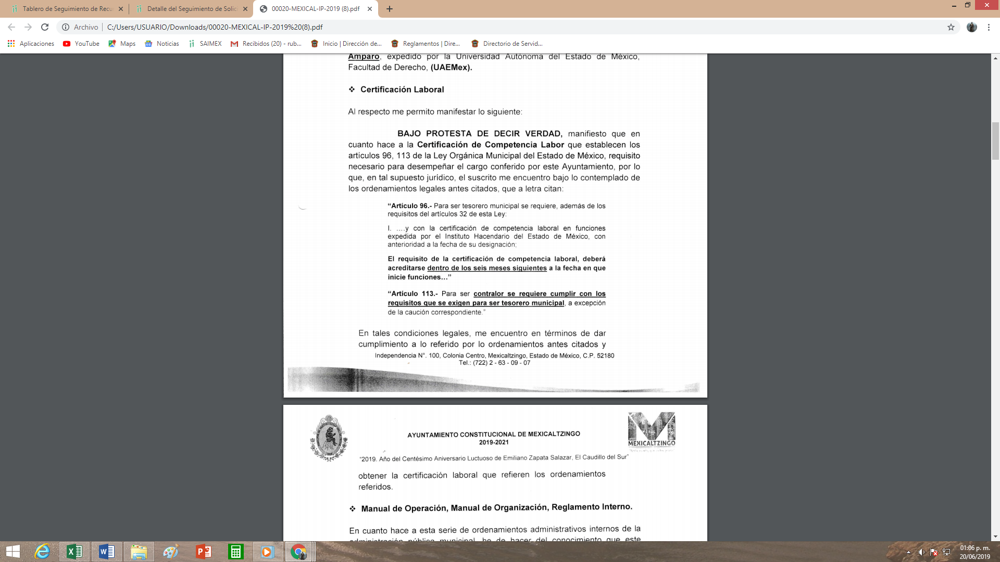 Tablero de Seguimiento de Recu
Detalle del Seguimiento de Solic
00020-MEXICAL-IP-2019 (8).pdf
Archivo
C:/Users/USUARIO/Downloads/00020-MEXICAL-IP-2019%20(8).pdf
Aplicaciones
YouTube
Maps
Noticias
SAIMEX
Recibidos (20) - rub...
Inicio | Dirección de...
Reglamentos | Dire...
Directorio de Servid...
Amparo, expedido por la Universidad Autónoma del Estado de México,
Facultad de Derecho, (UAEMex).
❖ Certificación Laboral
Al respecto me permito manifestar lo siguiente:
BAJO PROTESTA DE DECIR VERDAD, manifiesto que en
cuanto hace a la Certificación de Competencia Labor que establecen los
artículos 96, 113 de la Ley Orgánica Municipal del Estado de México, requisito
necesario para desempeñar el cargo conferido por este Ayuntamiento, por lo
que, en tal supuesto jurídico, el suscrito me encuentro bajo lo contemplado de
los ordenamientos legales antes citados, que a letra citan:
“Artículo 96.- Para ser tesorero municipal se requiere, además de los
requisitos del artículos 32 de esta Ley:
I. ….y con la certificación de competencia laboral en funciones
expedida por el Instituto Hacendario del Estado de México, con
anterioridad a la fecha de su designación;
El requisito de la certificación de competencia laboral, deberá
acreditarse dentro de los seis meses siguientes a la fecha en que
inicie funciones…”
“Artículo 113.- Para ser contralor se requiere cumplir con los
requisitos que se exigen para ser tesorero municipal, a excepción
de la caución correspondiente.”
En tales condiciones legales, me encuentro en términos de dar
cumplimiento a lo referido por lo ordenamientos antes citados y
Independencia N°. 100, Colonia Centro, Mexicaltzingo, Estado de México, C.P. 52180
Tel.: (722) 2 - 63 - 09 - 07
AYUNTAMIENTO CONSTITUCIONAL DE MEXICALTZINGO
2019-2021
MEXICALTZINGO
“2019. Año del Centésimo Aniversario Luctuoso de Emiliano Zapata Salazar, El Caudillo del Sur”
obtener la certificación laboral que refieren los ordenamientos
referidos.
❖ Manual de Operación, Manual de Organización, Reglamento Interno.
En cuanto hace a esta serie de ordenamientos administrativos internos de la
administración pública municipal, he de hacer del conocimiento que este
01:06 p. m.
20/06/2019